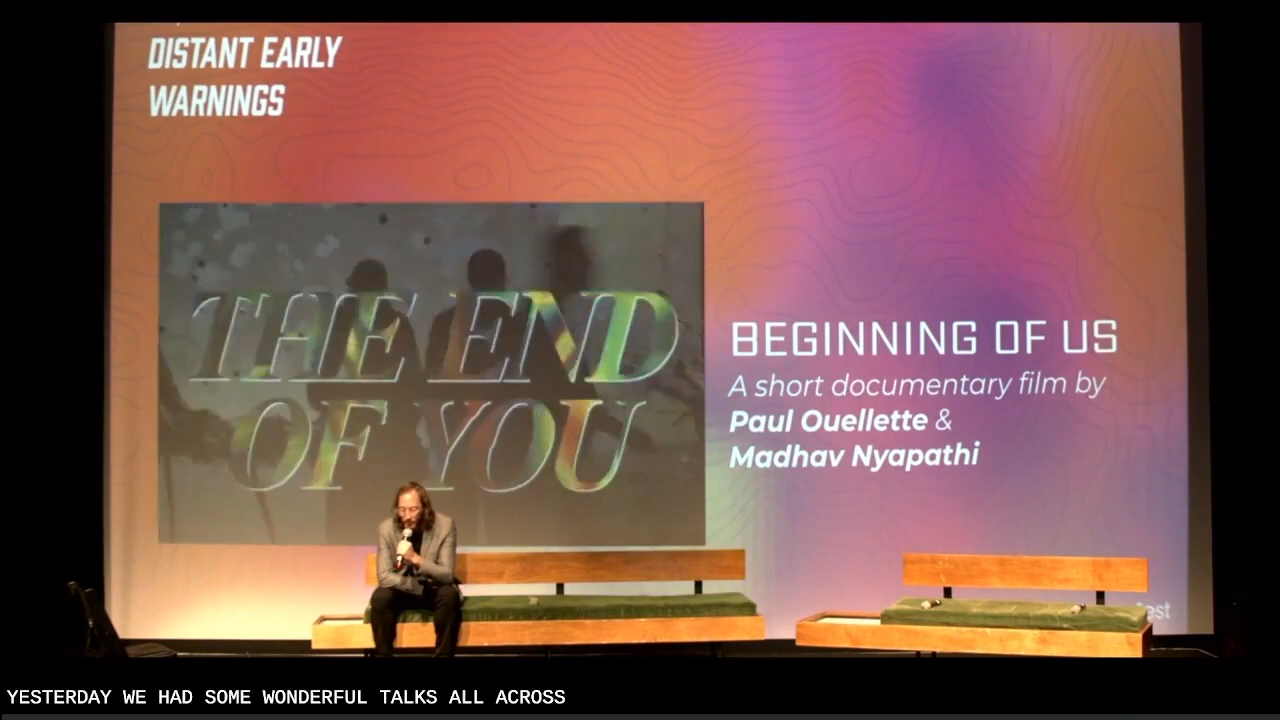 DISTANT EARLY
WARNINGS
THE END
OF YOU
BEGINNING OF US
A short documentary film by
Paul Ouellette &
Madhav Nyapathi
YESTERDAY WE HAD SOME WONDERFUL TALKS ALL ACROSS